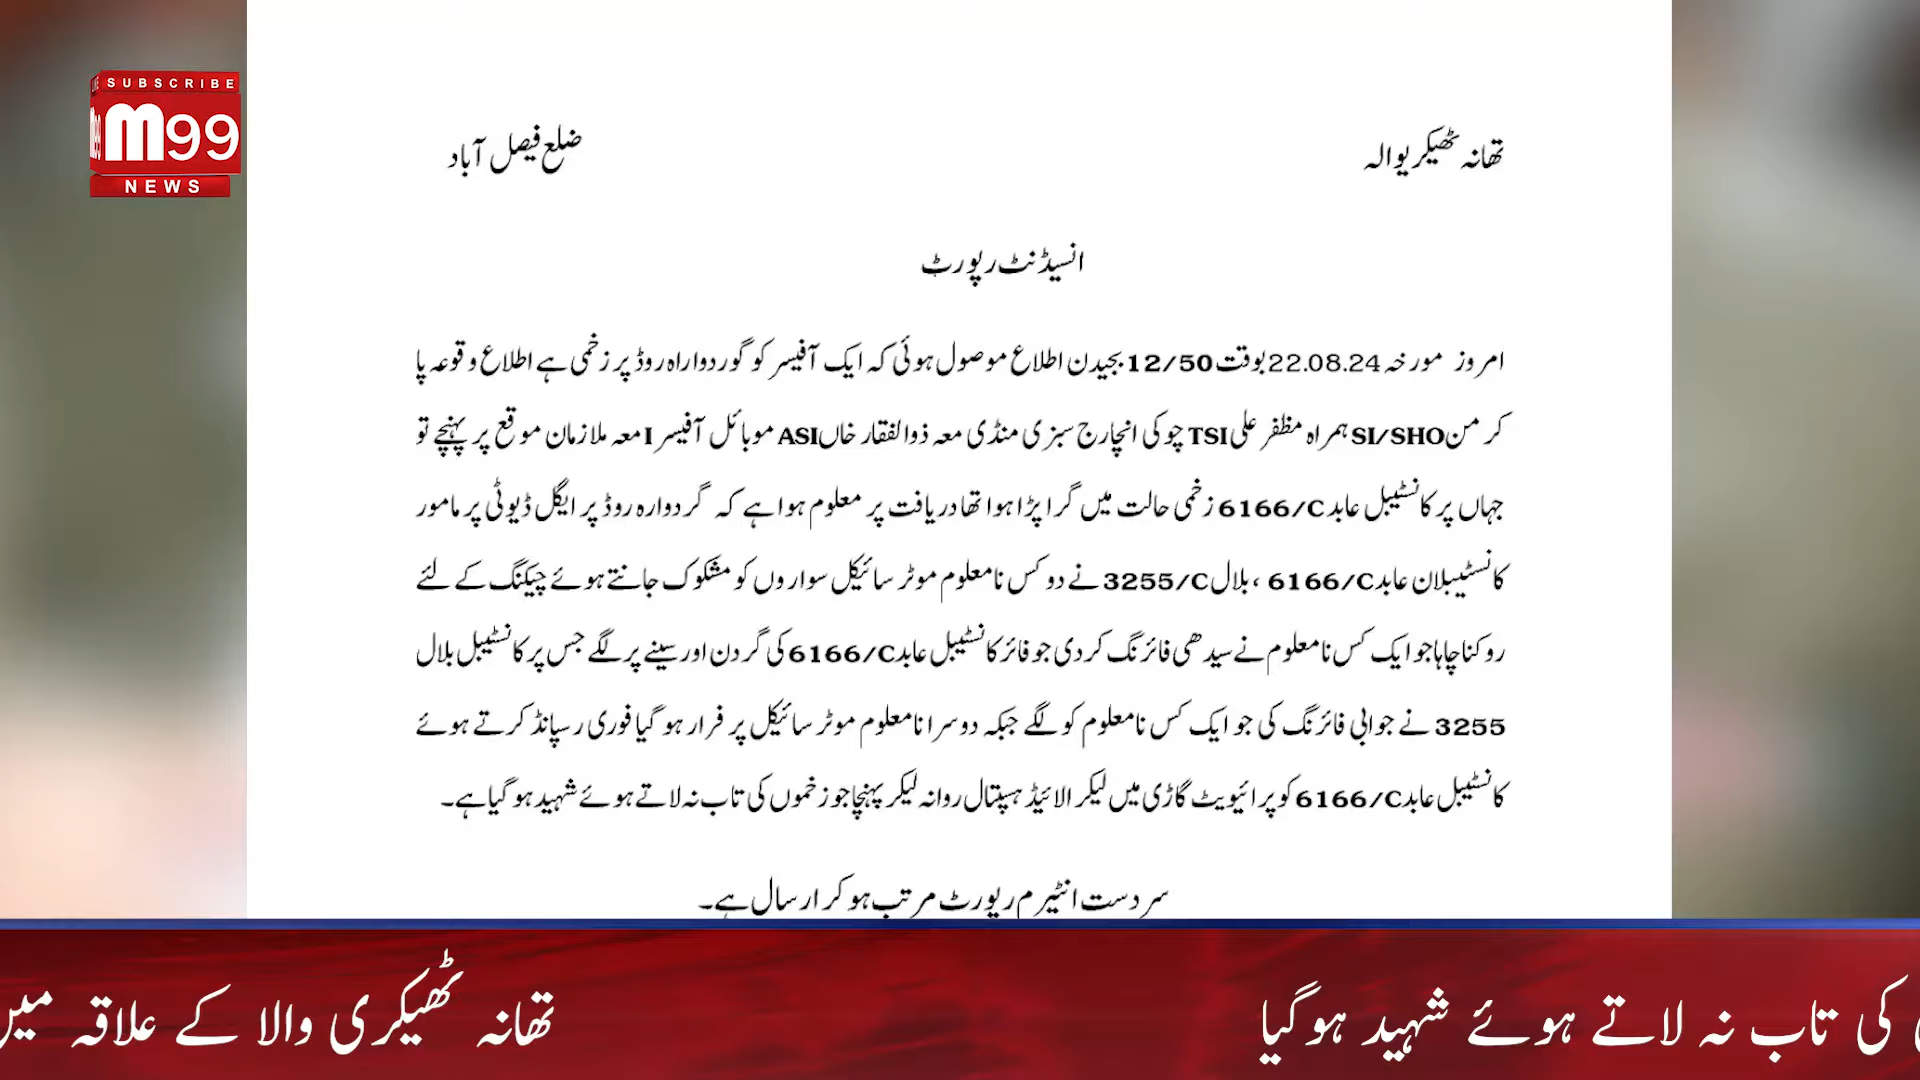 SUBSCRIBE
M99
NEWS
تھانہ ٹھیکریوالہ ضلع فیصل آباد
انسیڈنٹ رپورٹ
امروز مورخہ 22.08.24 بوقت 12/50 بجیدن اطلاع موصول ہوئی کہ ایک آفیسر کو گوردواراہ روڈ پر زخمی ہے اطلاع وقوعہ پا
کر من SI/SHO ہمراہ مظفر علی TSI چوکی انچارج سبزی منڈی معہ ذوالفقار خاں ASI موبائل آفیسر I معہ ملازمان موقع پر پہنچے تو
جہاں پر کانسٹیبل عابد 6166/C زخمی حالت میں گرا پڑا ہوا تھا دریافت پر معلوم ہوا ہے کہ گردوارہ روڈ پر ایگل ڈیوٹی پر مامور
کانسٹیبلان عابد 6166/C ، بلال 3255/C نے دو کس نامعلوم موٹر سائیکل سواروں کو مشکوک جانتے ہوئے چیکنگ کے لئے
روکنا چاہا جو ایک کس نامعلوم نے سیدھی فائرنگ کردی جو فائر کانسٹیبل عابد 6166/C کی گردن اور سینے پر لگے جس پر کانسٹیبل بلال
3255 نے جوابی فائرنگ کی جو ایک کس نامعلوم کو لگے جبکہ دوسرا نامعلوم موٹر سائیکل پر فرار ہو گیا فوری رسپانڈ کرتے ہوئے
کانسٹیبل عابد 6166/C کو پرائیویٹ گاڑی میں لیکر الائیڈ ہسپتال روانہ لیکر پہنچا جو زخموں کی تاب نہ لاتے ہوئے شہید ہو گیا ہے۔
سردست انٹیرم رپورٹ مرتب ہو کر ارسال ہے۔
کی تاب نہ لاتے ہوئے شہید ہوگیا تھانہ ٹھیکری والا کے علاقہ میں